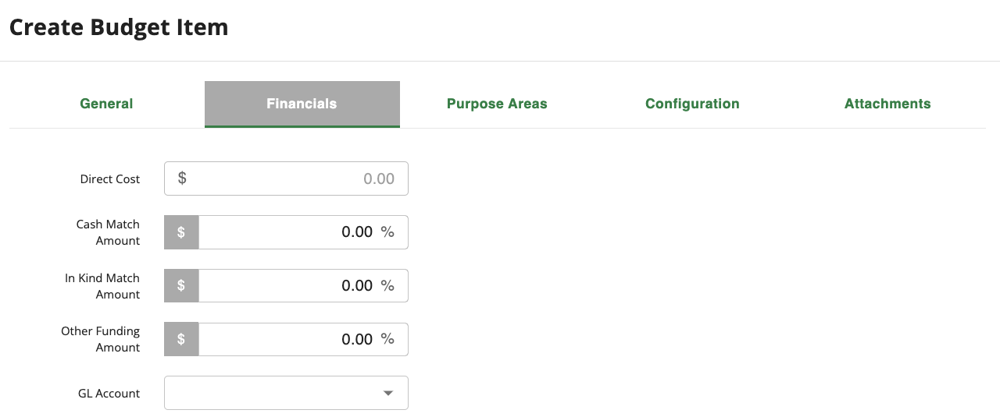 Create Budget Item
General Financials Purpose Areas Configuration Attachments
Direct Cost $ 0.00
Cash Match
Amount $ 0.00 %
In Kind Match
Amount $ 0.00 %
Other Funding
Amount $ 0.00 %
GL Account